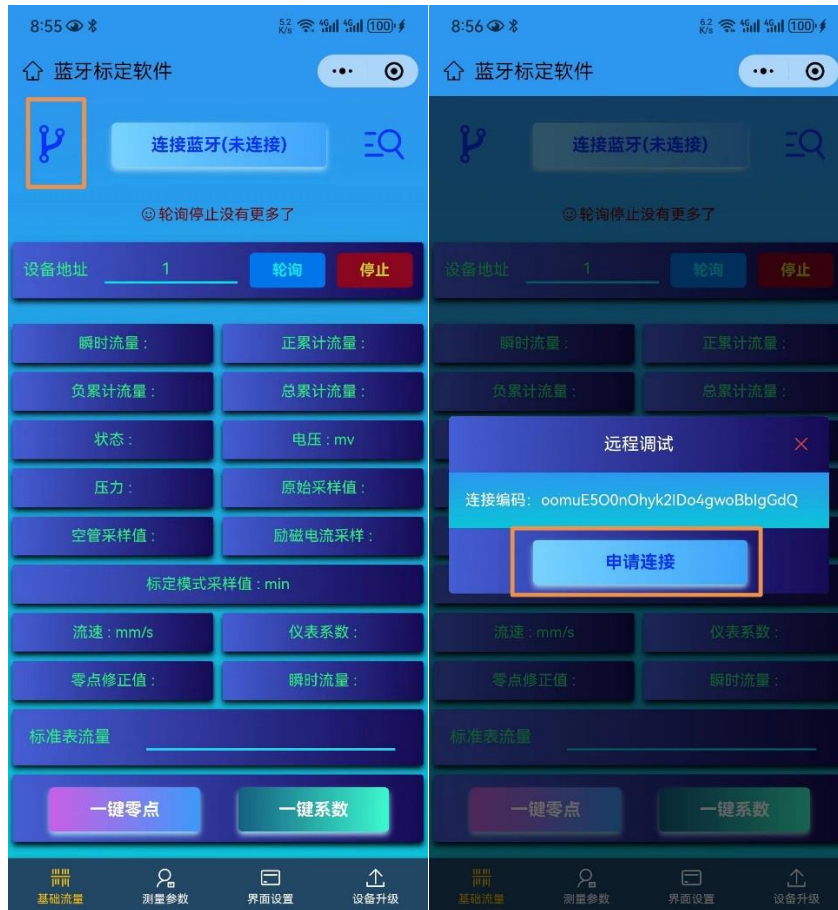 8:55
5.2 K/s 4G 4G 100
蓝牙标定软件
连接蓝牙(未连接)
轮询停止没有更多了
设备地址 1 轮询 停止
瞬时流量 : 正累计流量 :
负累计流量 : 总累计流量 :
状态 : 电压 : mv
压力 : 原始采样值 :
空管采样值 : 励磁电流采样 :
标定模式采样值 : min
流速 : mm/s 仪表系数 :
零点修正值 : 瞬时流量 :
标准表流量
一键零点 一键系数
基础流量 测量参数 界面设置 设备升级
8:56
6.2 K/s 4G 4G 100
蓝牙标定软件
连接蓝牙(未连接)
轮询停止没有更多了
设备地址 1 轮询 停止
瞬时流量 : 正累计流量 :
负累计流量 : 总累计流量 :
远程调试
连接编码: oomuE5O0nOhyk2IDo4gwoBbIgGdQ
申请连接
流速 : mm/s 仪表系数 :
零点修正值 : 瞬时流量 :
标准表流量
一键零点 一键系数
基础流量 测量参数 界面设置 设备升级